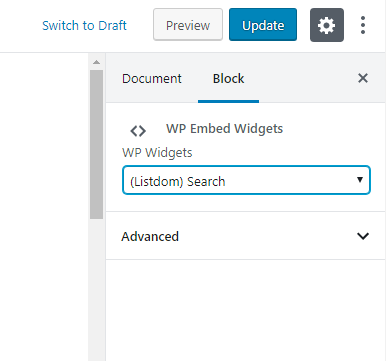 Switch to Draft Preview Update
Document Block
WP Embed Widgets
WP Widgets
(Listdom) Search
Advanced